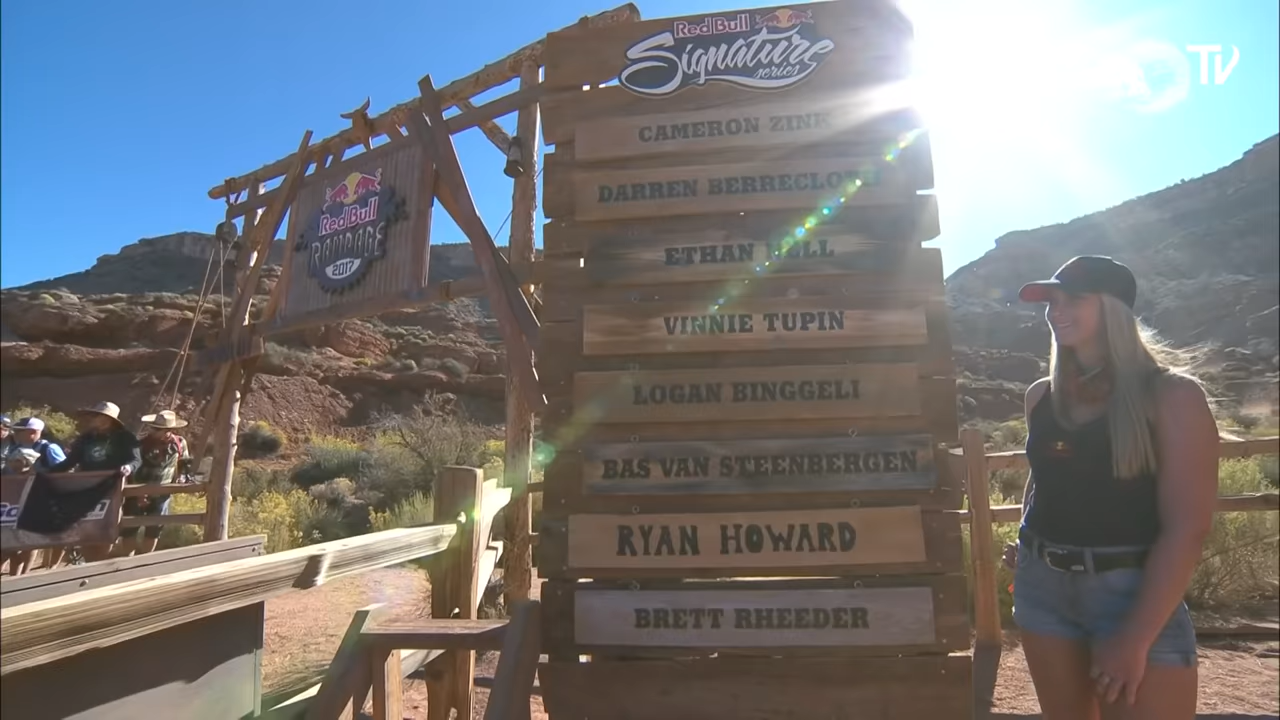 Red Bull
Signature
series
TV
CAMERON ZINK
DARREN BERRECLOTH
Red Bull
RAMPAGE
2017
ETHAN NELL
VINNIE TUPIN
LOGAN BINGGELI
BAS VAN STEENBERGEN
RYAN HOWARD
BRETT RHEEDER